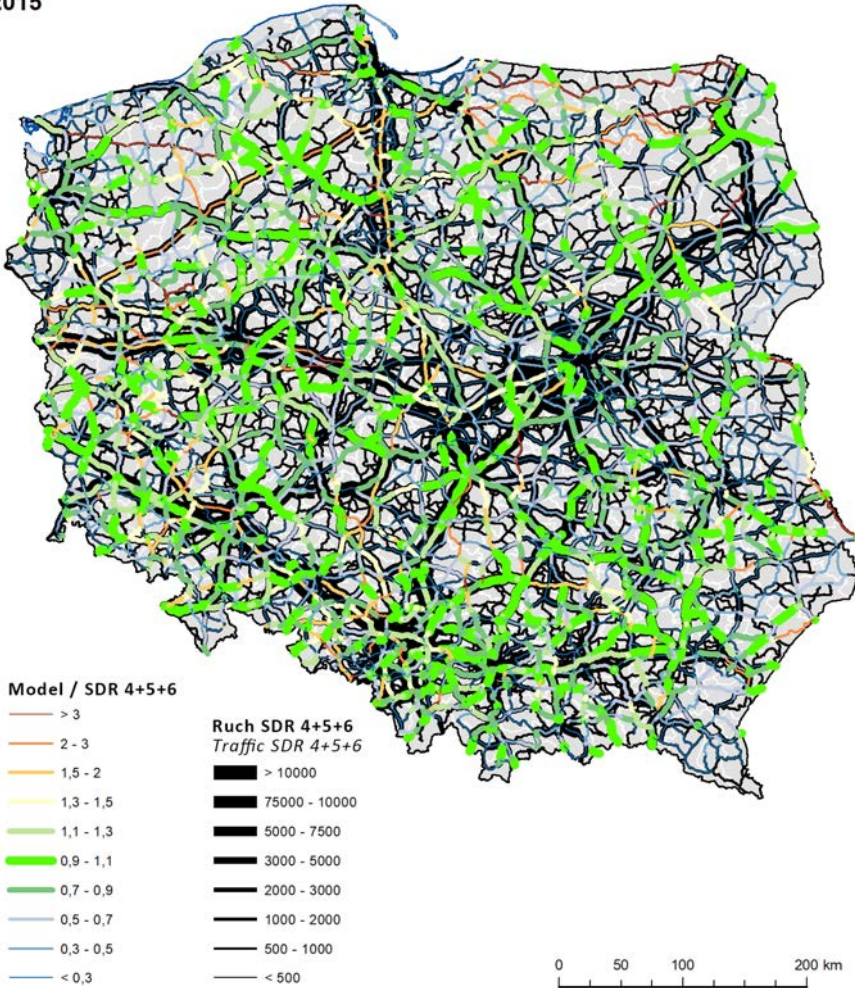 2015
Model / SDR 4+5+6
> 3
2 - 3
1,5 - 2
1,3 - 1,5
1,1 - 1,3
0,9 - 1,1
0,7 - 0,9
0,5 - 0,7
0,3 - 0,5
< 0,3
Ruch SDR 4+5+6
Traffic SDR 4+5+6
> 10000
75000 - 10000
5000 - 7500
3000 - 5000
2000 - 3000
1000 - 2000
500 - 1000
< 500
0 50 100 200 km